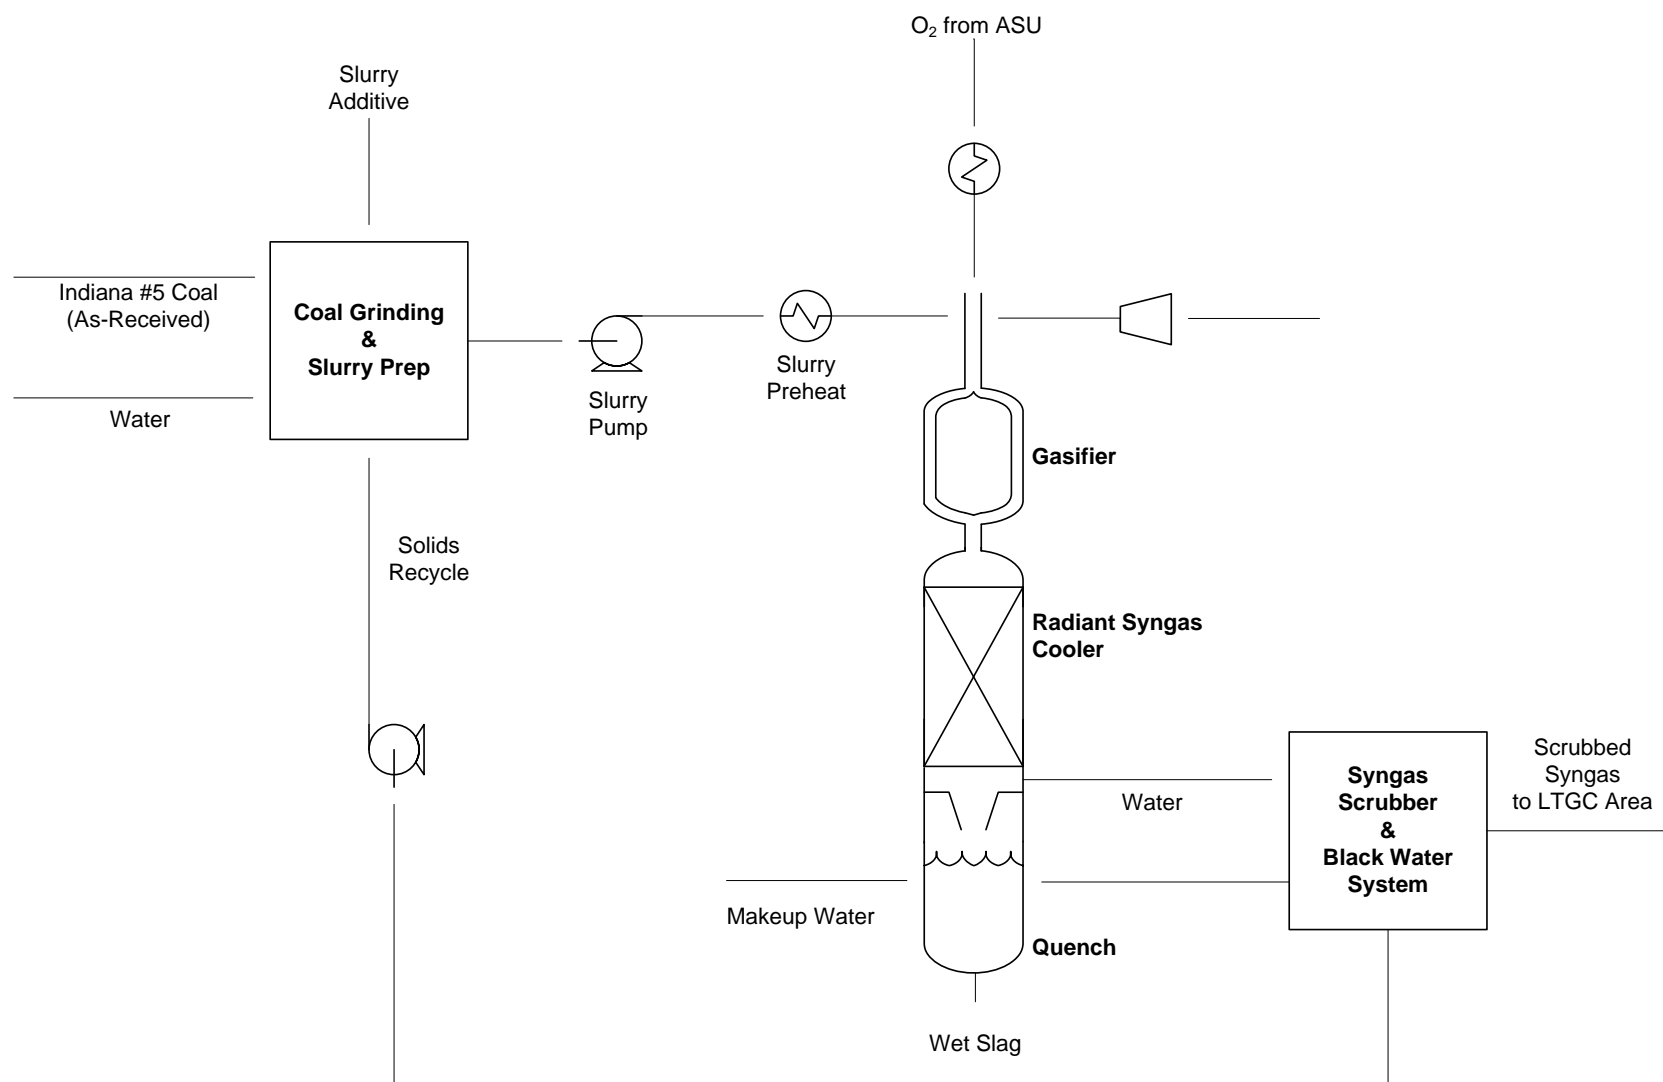 O₂ from ASU
Slurry
Additive
Indiana #5 Coal
(As-Received)
Coal Grinding
&
Slurry Prep
Water
Slurry
Pump
Slurry
Preheat
Gasifier
Solids
Recycle
Radiant Syngas
Cooler
Water
Syngas
Scrubber
&
Black Water
System
Scrubbed
Syngas
to LTGC Area
Makeup Water
Quench
Wet Slag